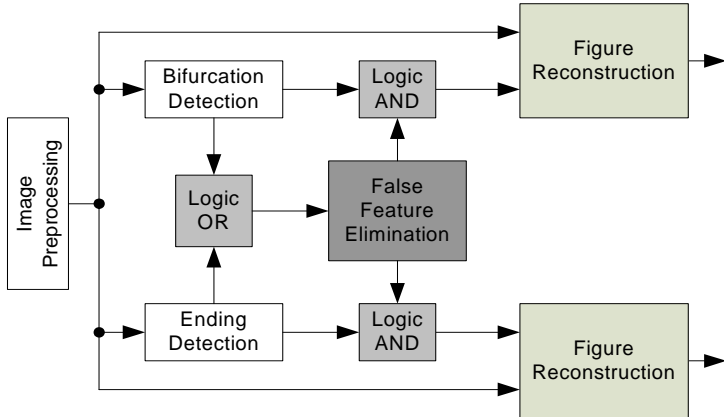 Figure
Reconstruction
Bifurcation
Detection
Logic
AND
Image
Preprocessing
Logic
OR
False
Feature
Elimination
Ending
Detection
Logic
AND
Figure
Reconstruction